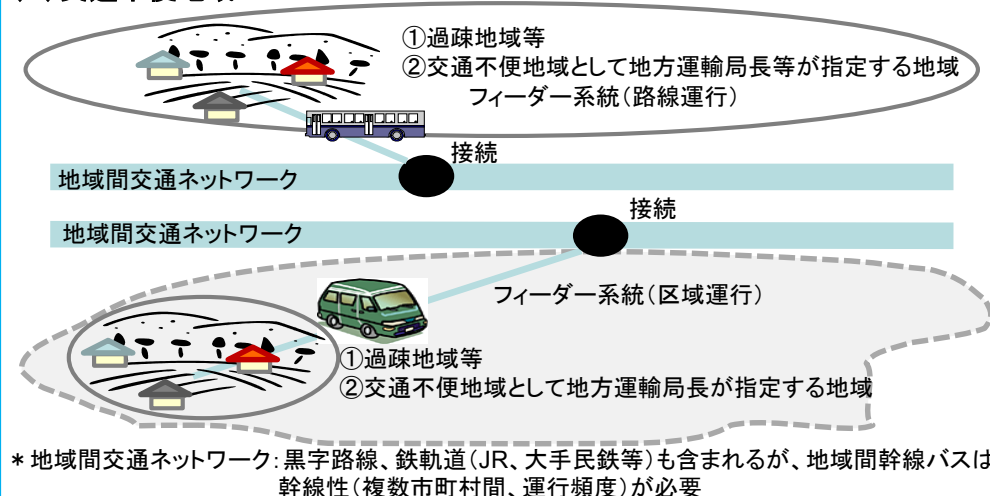 ①過疎地域等
②交通不便地域として地方運輸局長等が指定する地域
フィーダー系統(路線運行)
接続
地域間交通ネットワーク
接続
地域間交通ネットワーク
フィーダー系統(区域運行)
①過疎地域等
②交通不便地域として地方運輸局長が指定する地域
*地域間交通ネットワーク:黒字路線、鉄軌道(JR、大手民鉄等)も含まれるが、地域間幹線バスは
幹線性(複数市町村間、運行頻度)が必要